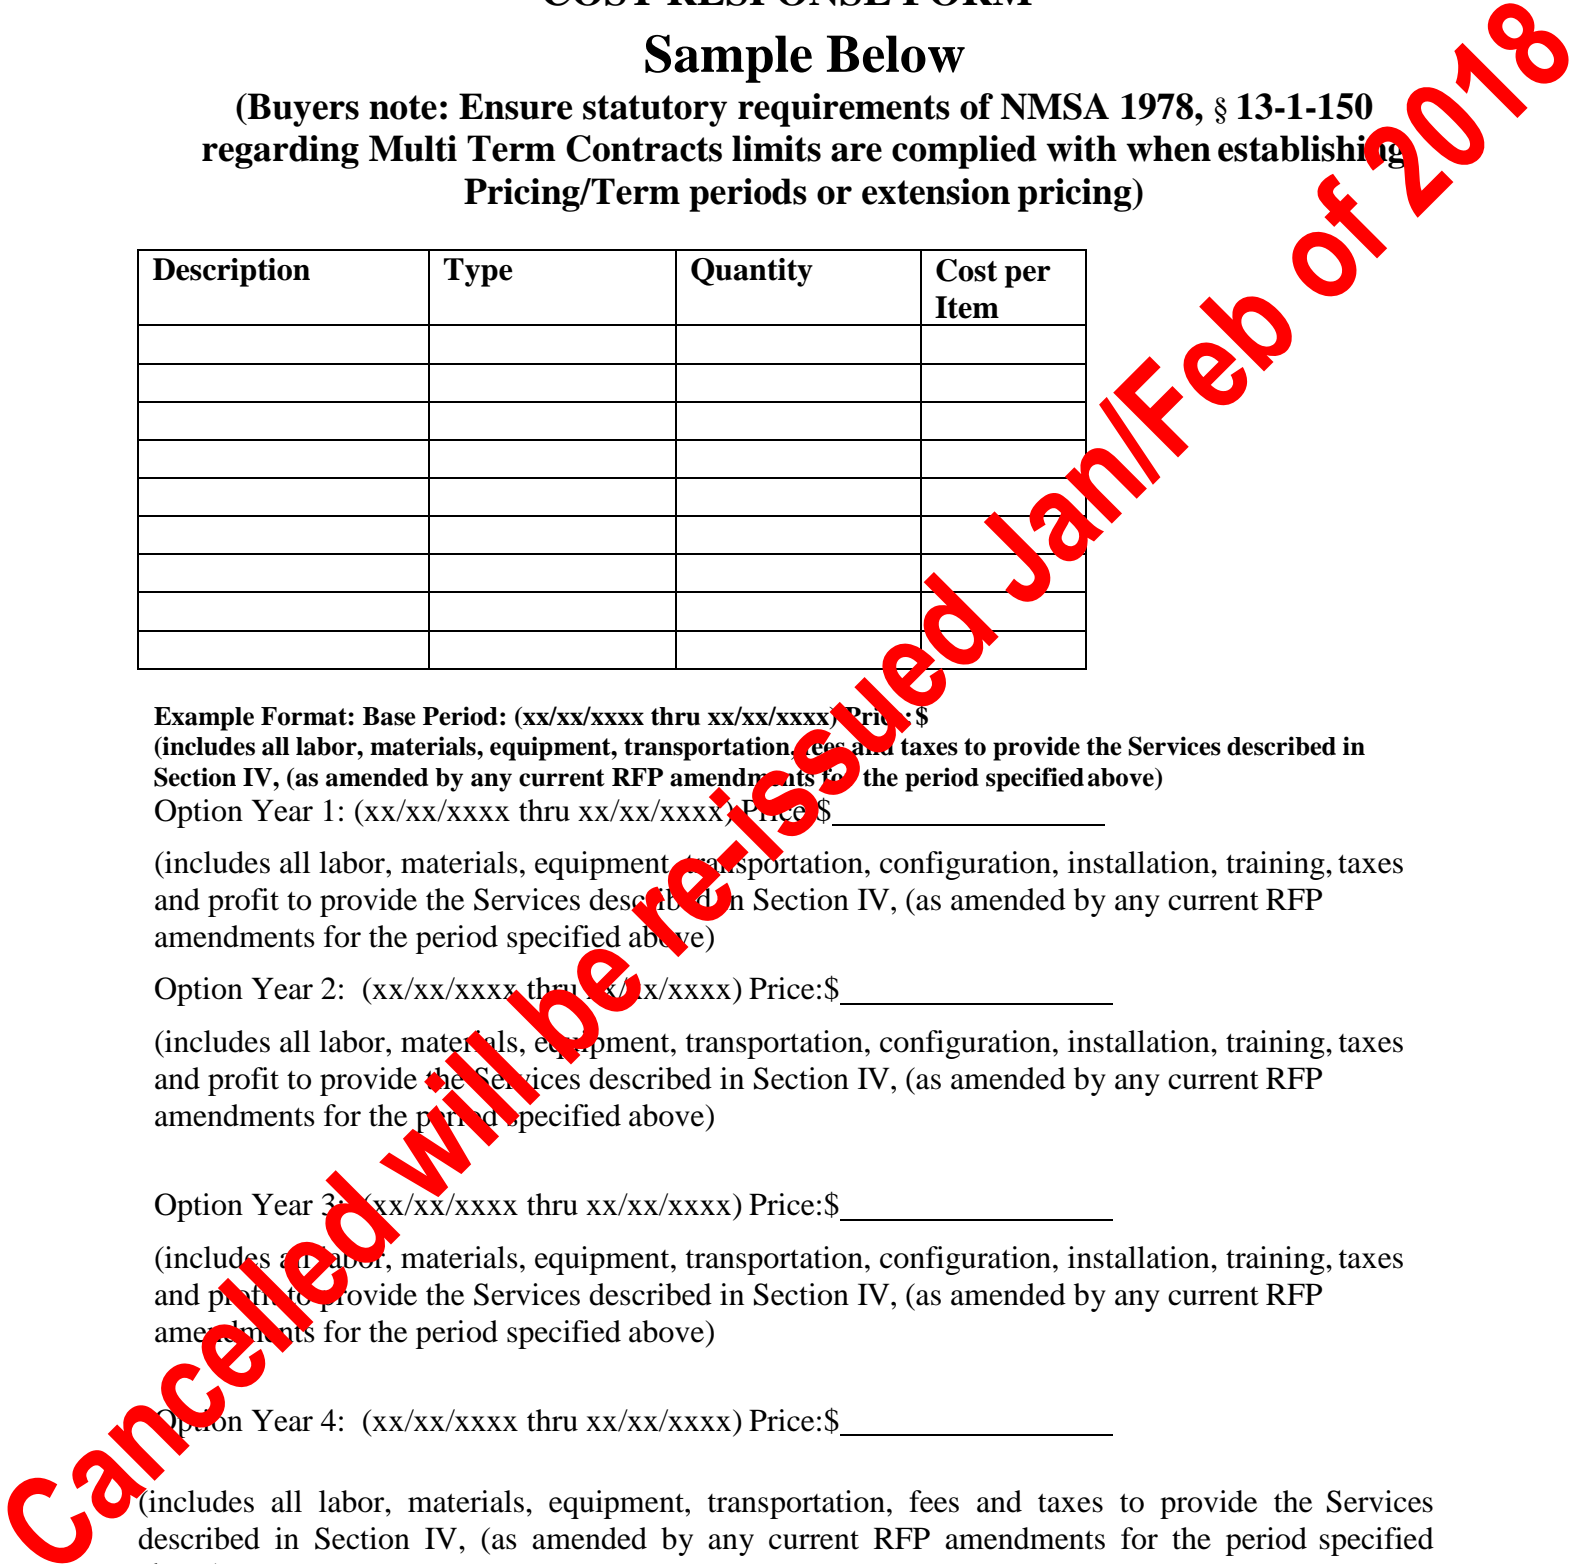 COST RESPONSE FORM
Sample Below
(Buyers note: Ensure statutory requirements of NMSA 1978, § 13-1-150
regarding Multi Term Contracts limits are complied with when establishing
Pricing/Term periods or extension pricing)
Description Type Quantity Cost per
Item
Example Format: Base Period: (xx/xx/xxxx thru xx/xx/xxxx) Price: $
(includes all labor, materials, equipment, transportation, fees and taxes to provide the Services described in
Section IV, (as amended by any current RFP amendments for the period specified above)
Option Year 1: (xx/xx/xxxx thru xx/xx/xxxx) Price:$
(includes all labor, materials, equipment, transportation, configuration, installation, training, taxes
and profit to provide the Services described in Section IV, (as amended by any current RFP
amendments for the period specified above)
Option Year 2: (xx/xx/xxxx thru xx/xx/xxxx) Price:$
(includes all labor, materials, equipment, transportation, configuration, installation, training, taxes
and profit to provide the Services described in Section IV, (as amended by any current RFP
amendments for the period specified above)
Option Year 3: (xx/xx/xxxx thru xx/xx/xxxx) Price:$
(includes all labor, materials, equipment, transportation, configuration, installation, training, taxes
and profit to provide the Services described in Section IV, (as amended by any current RFP
amendments for the period specified above)
Option Year 4: (xx/xx/xxxx thru xx/xx/xxxx) Price:$
(includes all labor, materials, equipment, transportation, fees and taxes to provide the Services
described in Section IV, (as amended by any current RFP amendments for the period specified
Cancelled will be re-issued Jan/Feb of 2018